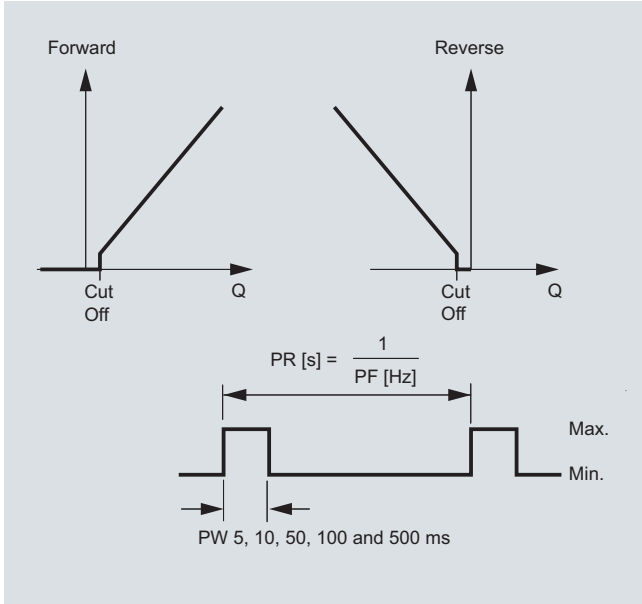 Forward
Reverse
Cut
Off
Q
Cut
Off
Q
PR [s] = 1
PF [Hz]
Max.
Min.
PW 5, 10, 50, 100 and 500 ms